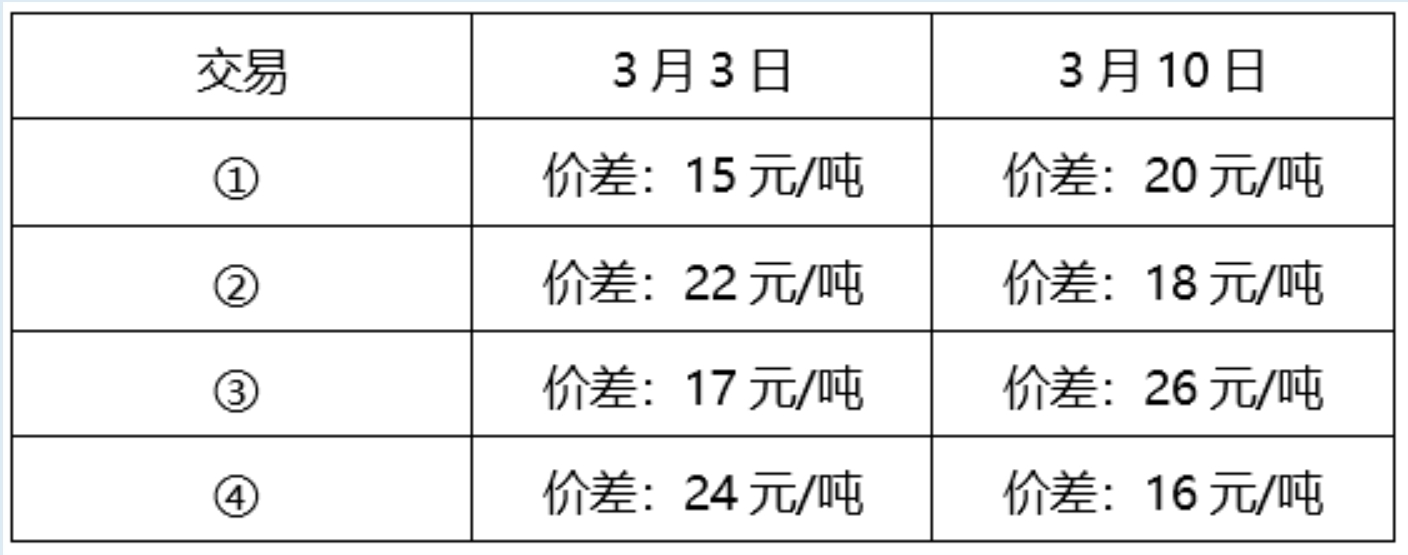 交易 3月3日 3月10日
① 价差：15元/吨 价差：20元/吨
② 价差：22元/吨 价差：18元/吨
③ 价差：17元/吨 价差：26元/吨
④ 价差：24元/吨 价差：16元/吨